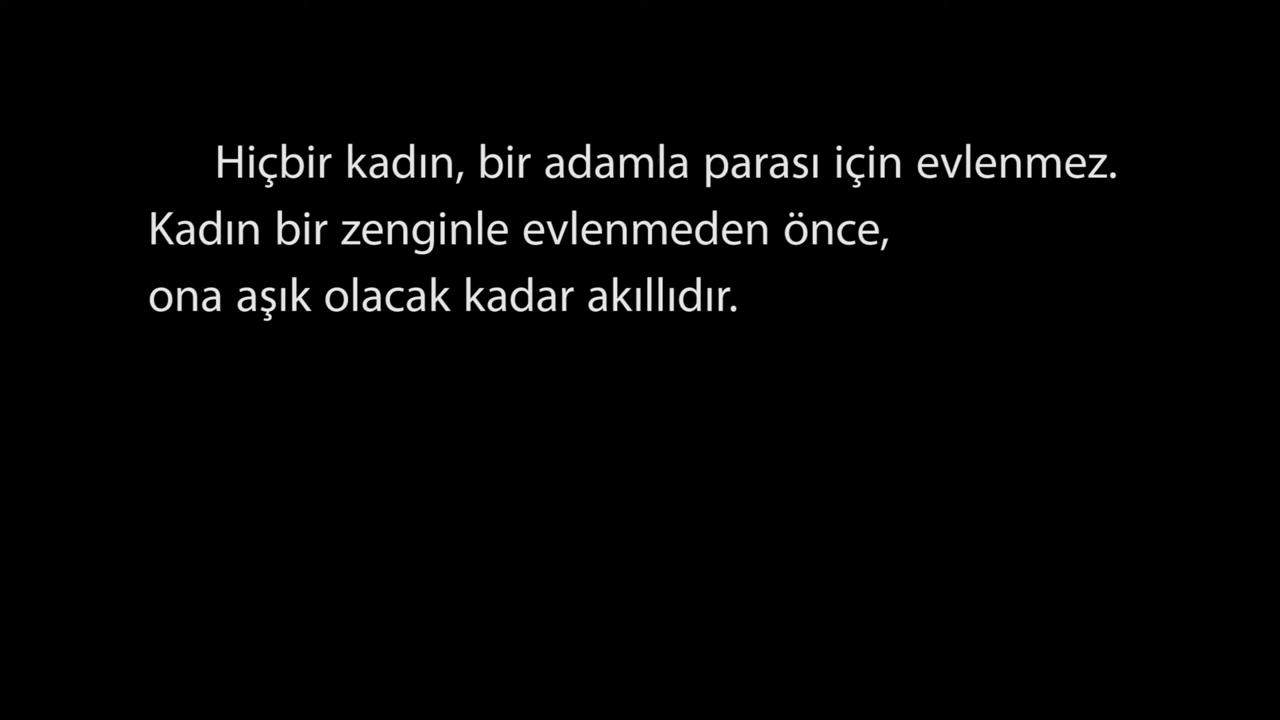 Hiçbir kadın, bir adamla parası için evlenmez.
Kadın bir zenginle evlenmeden önce,
ona aşık olacak kadar akıllıdır.